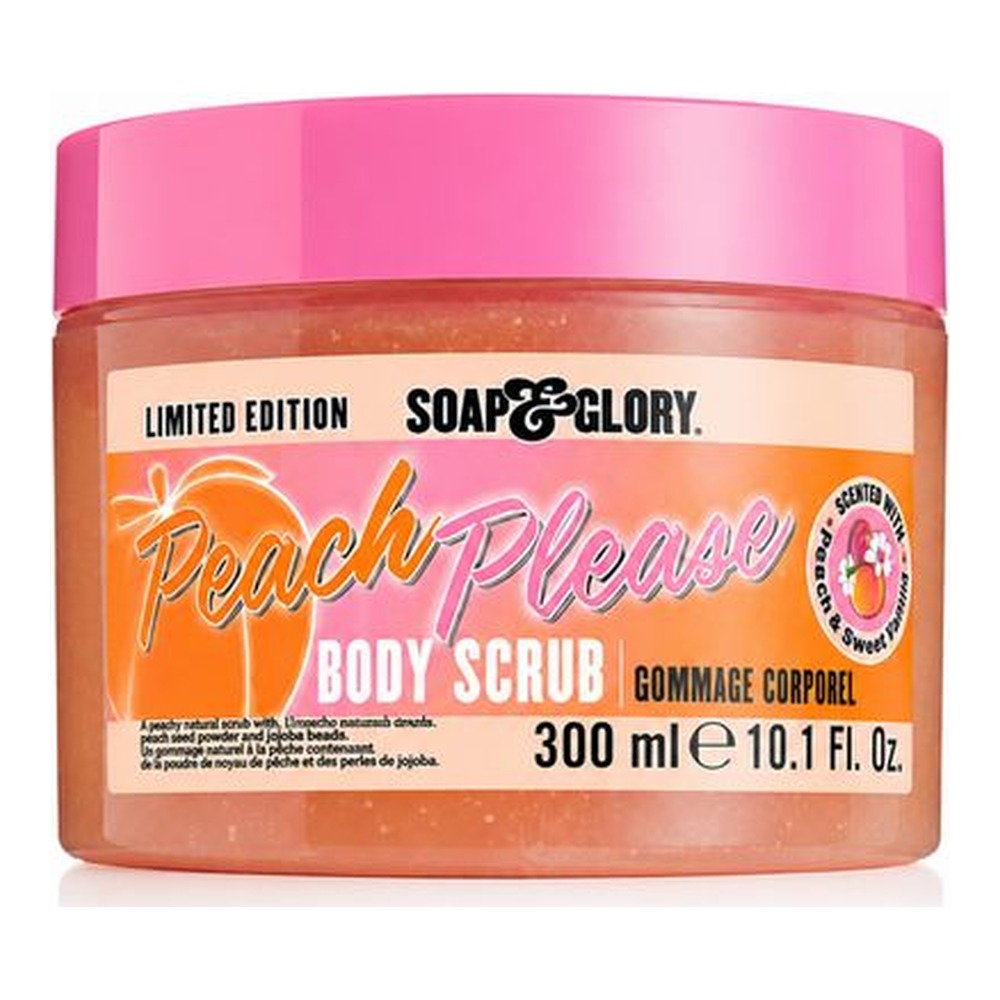 LIMITED EDITION
SOAP&GLORY.
Peach Please
BODY SCRUB
GOMMAGE CORPOREL
SCENTED WITH
Peach & Sweet Vanilla
A peachy natural scrub with,
peach seed powder and jojoba beads.
Un gommage naturel à la pêche contenant
de la poudre de noyau de pêche et des perles de jojoba.
300 ml ℮ 10.1 Fl. Oz.